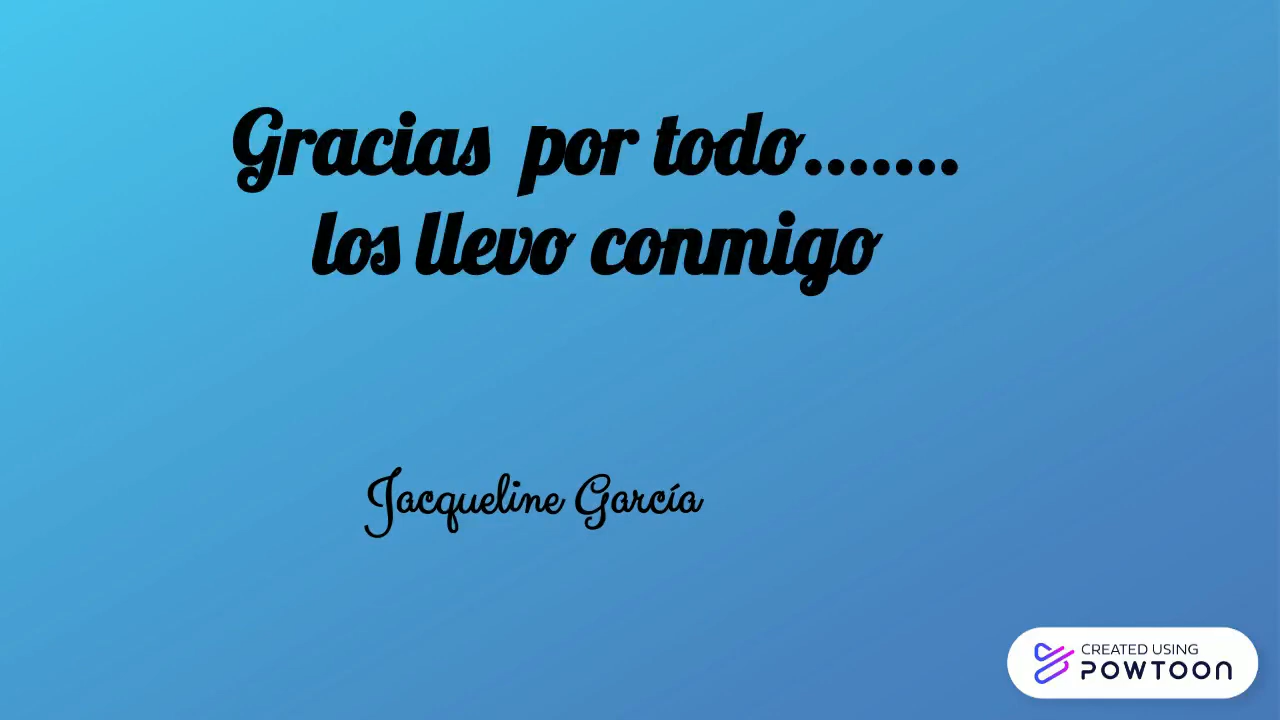 Gracias por todo.......
los llevo conmigo
Jacqueline García
CREATED USING
POWTOON